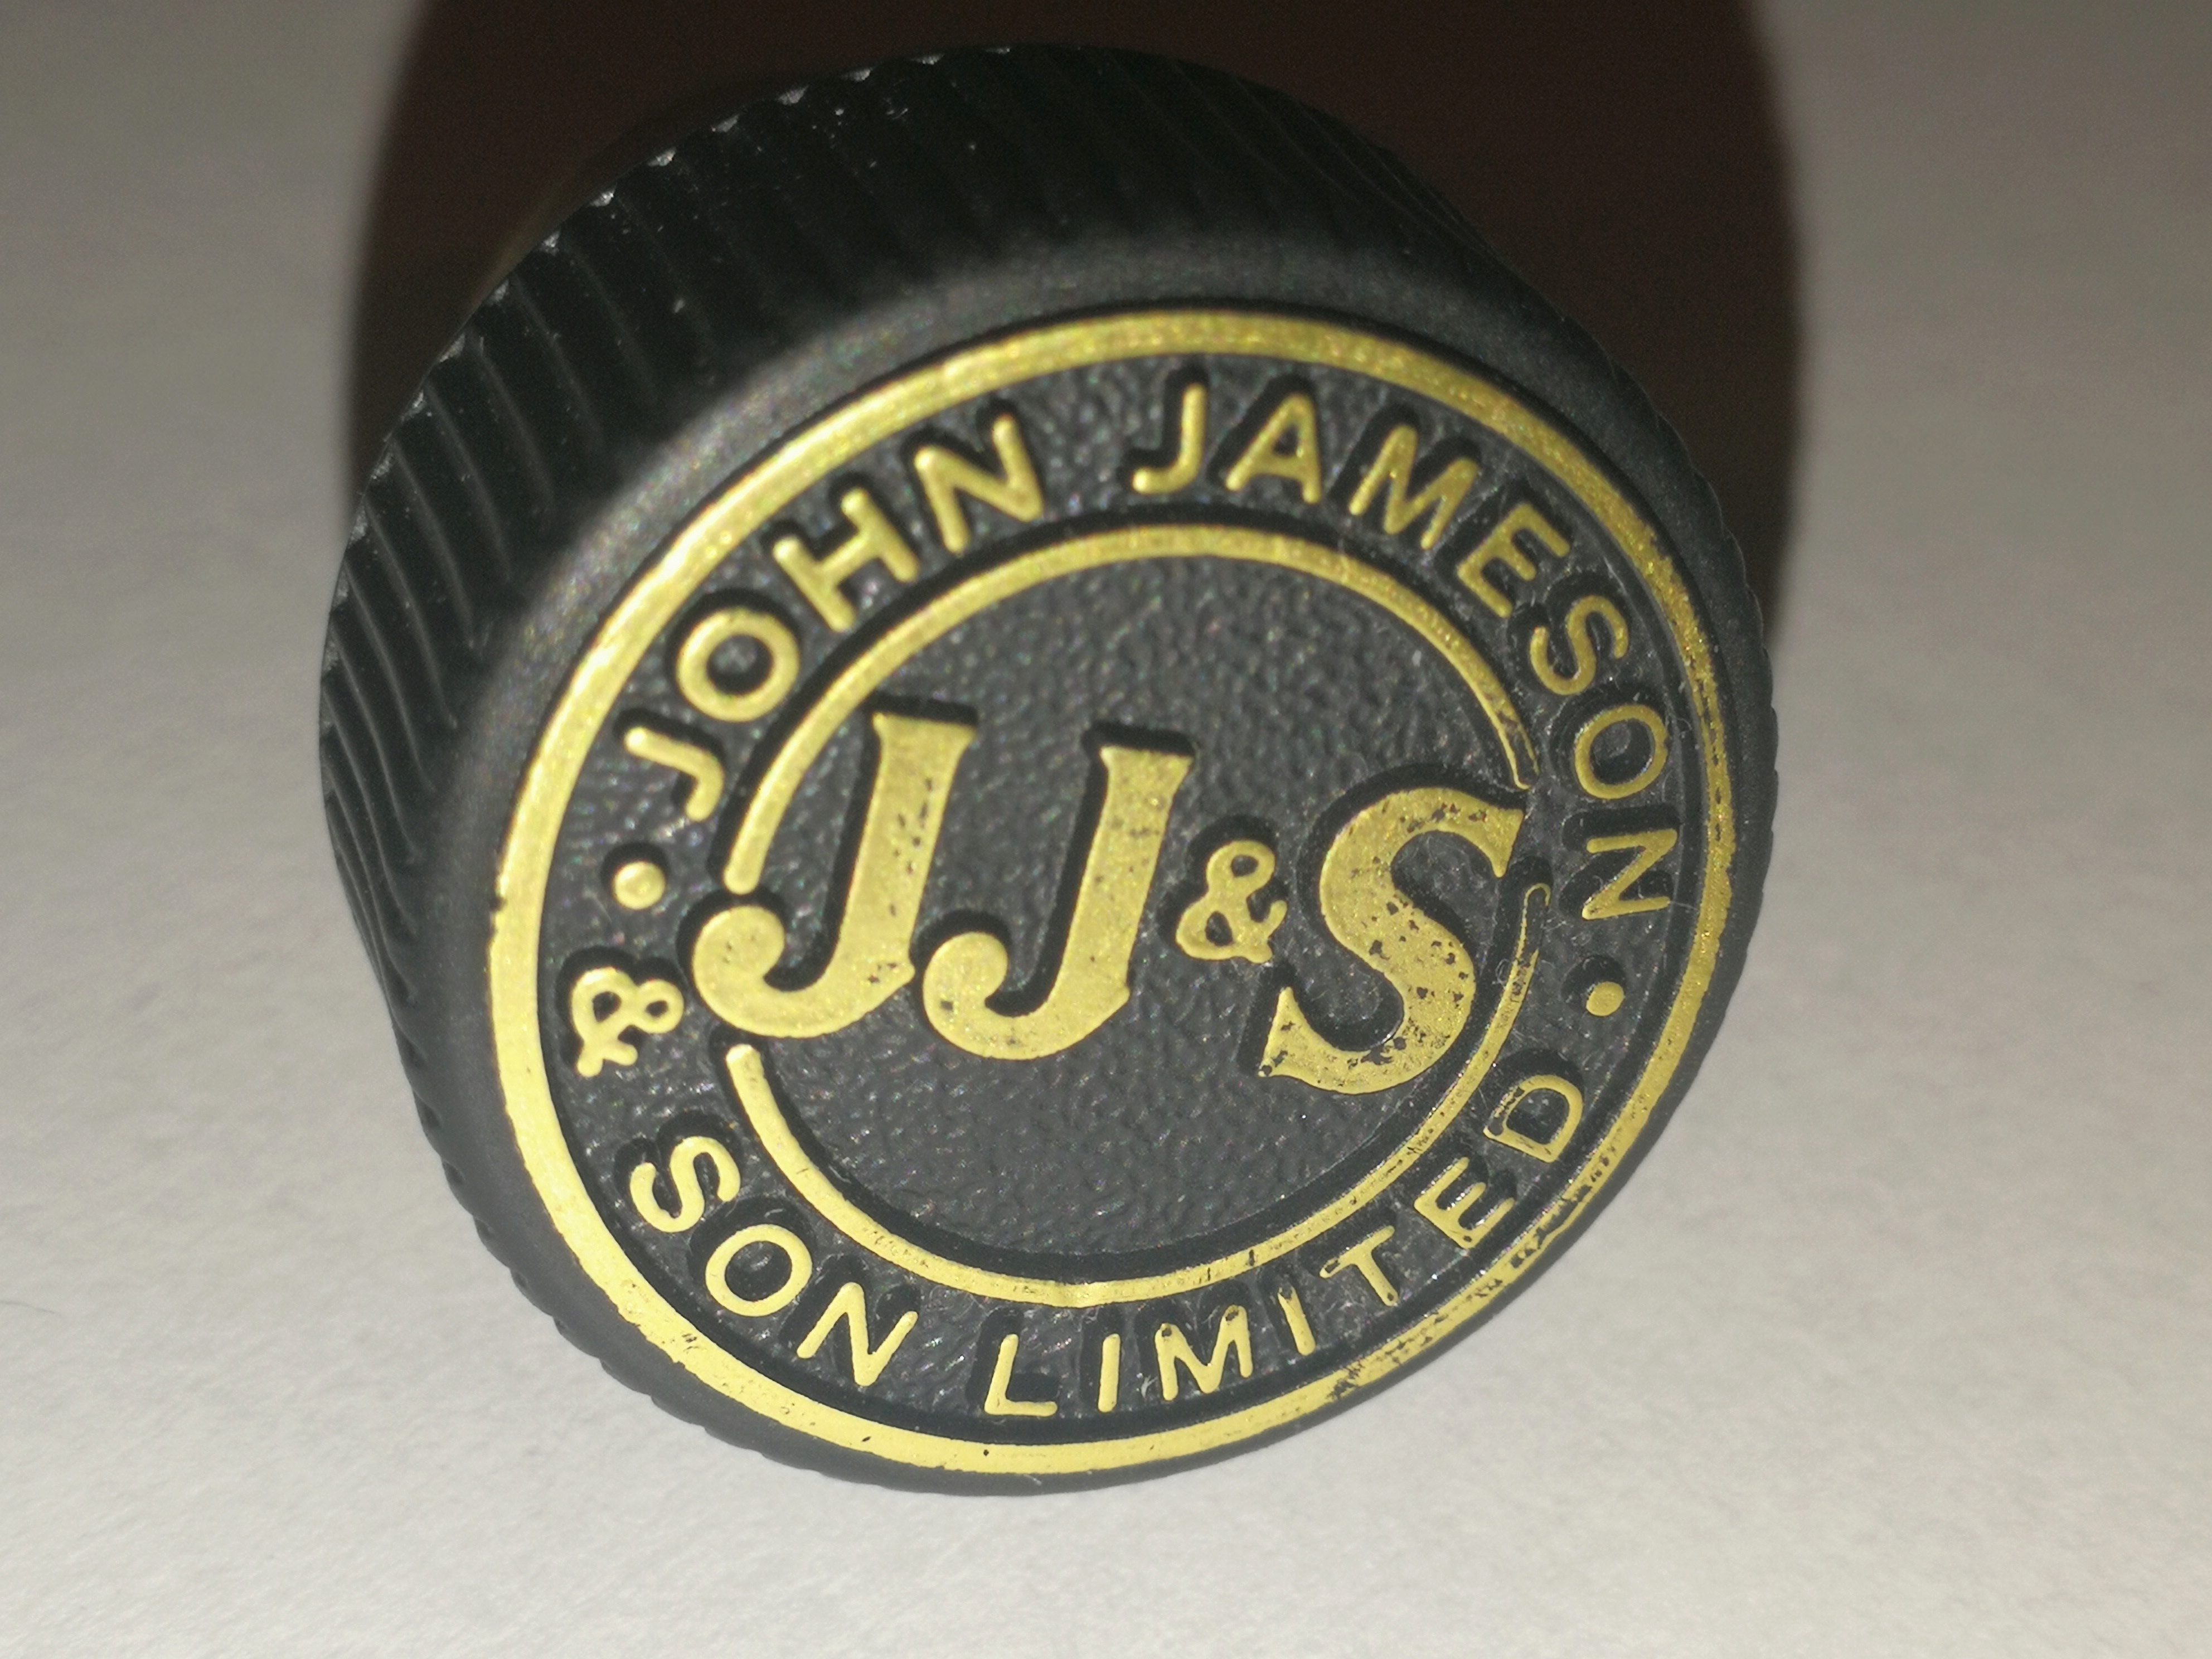 • JOHN JAMESON •
& SON LIMITED
JJ&S